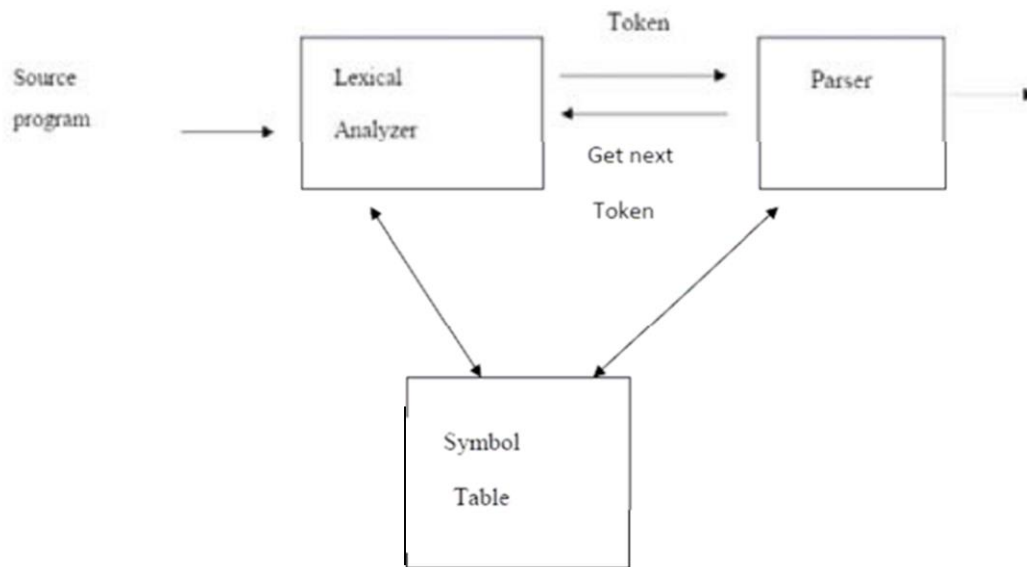 Source
program
Lexical
Analyzer
Token
Get next
Token
Parser
Symbol
Table